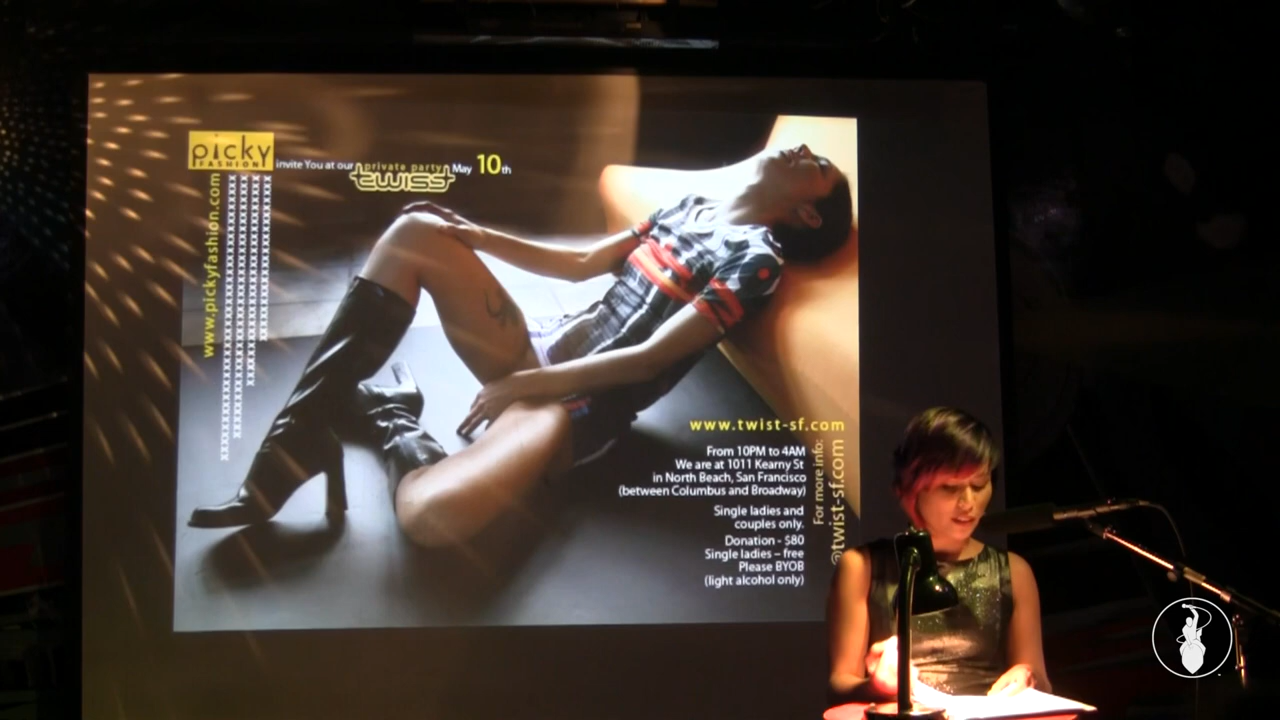 picky
FASHION
invite You at our private party twist May 10th
www.pickyfashion.com
xxxxxxxxxxxxxxxxxxxxxxxxxxxx
www.twist-sf.com
From 10PM to 4AM
We are at 1011 Kearny St
in North Beach, San Francisco
(between Columbus and Broadway)
Single ladies and
couples only.
Donation - $80
Single ladies – free
Please BYOB
(light alcohol only)
For more info:
@twist-sf.com